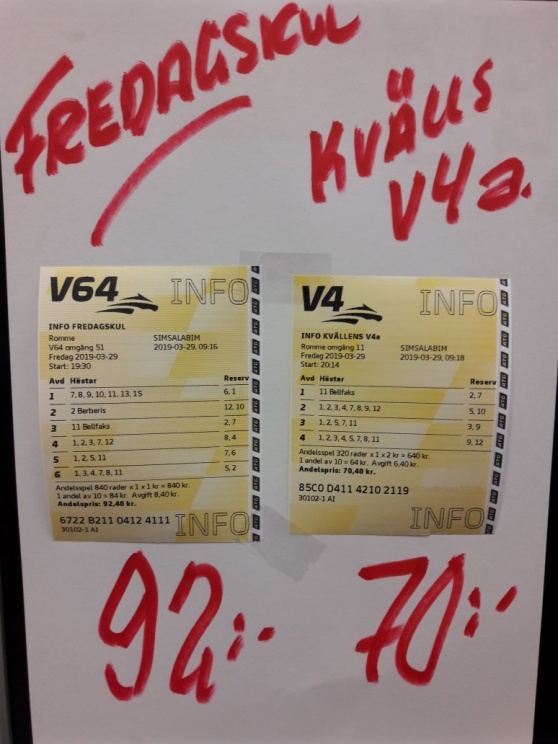 FREDAGSKUL
KVÄLLS
V4a.
V64 INFO
INFO FREDAGSKUL
Romme SIMSALABIM
V64 omgång 51 2019-03-29, 09:16
Fredag 2019-03-29
Start: 19:30
Avd Hästar Reserv
1 7, 8, 9, 10, 11, 13, 15 6, 1
2 2 Berberis 12, 10
3 11 Bellfaks 2, 7
4 1, 2, 3, 7, 12 8, 4
5 1, 2, 5, 11 7, 6
6 1, 3, 4, 7, 8, 11 5, 2
Andelsspel 840 rader x 1 x 1 kr = 840 kr.
1 andel av 10 = 84 kr. Avgift 8,40 kr.
Andelspris: 92,40 kr.
6722 B211 0412 4111 INFO
30102-1 AI
V4 INFO
INFO KVÄLLENS V4a
Romme SIMSALABIM
V4 omgång 11 2019-03-29, 09:18
Fredag 2019-03-29
Start: 20:14
Avd Hästar Reserv
1 11 Bellfaks 2, 7
2 1, 2, 3, 4, 7, 8, 9, 12 5, 10
3 1, 2, 5, 7, 11 3, 9
4 1, 2, 3, 4, 5, 7, 8, 11 9, 12
Andelsspel 320 rader x 1 x 2 kr = 640 kr.
1 andel av 10 = 64 kr. Avgift 6,40 kr.
Andelspris: 70,40 kr.
85C0 D411 4210 2119
30102-1 AI INFO
92:-
70:-